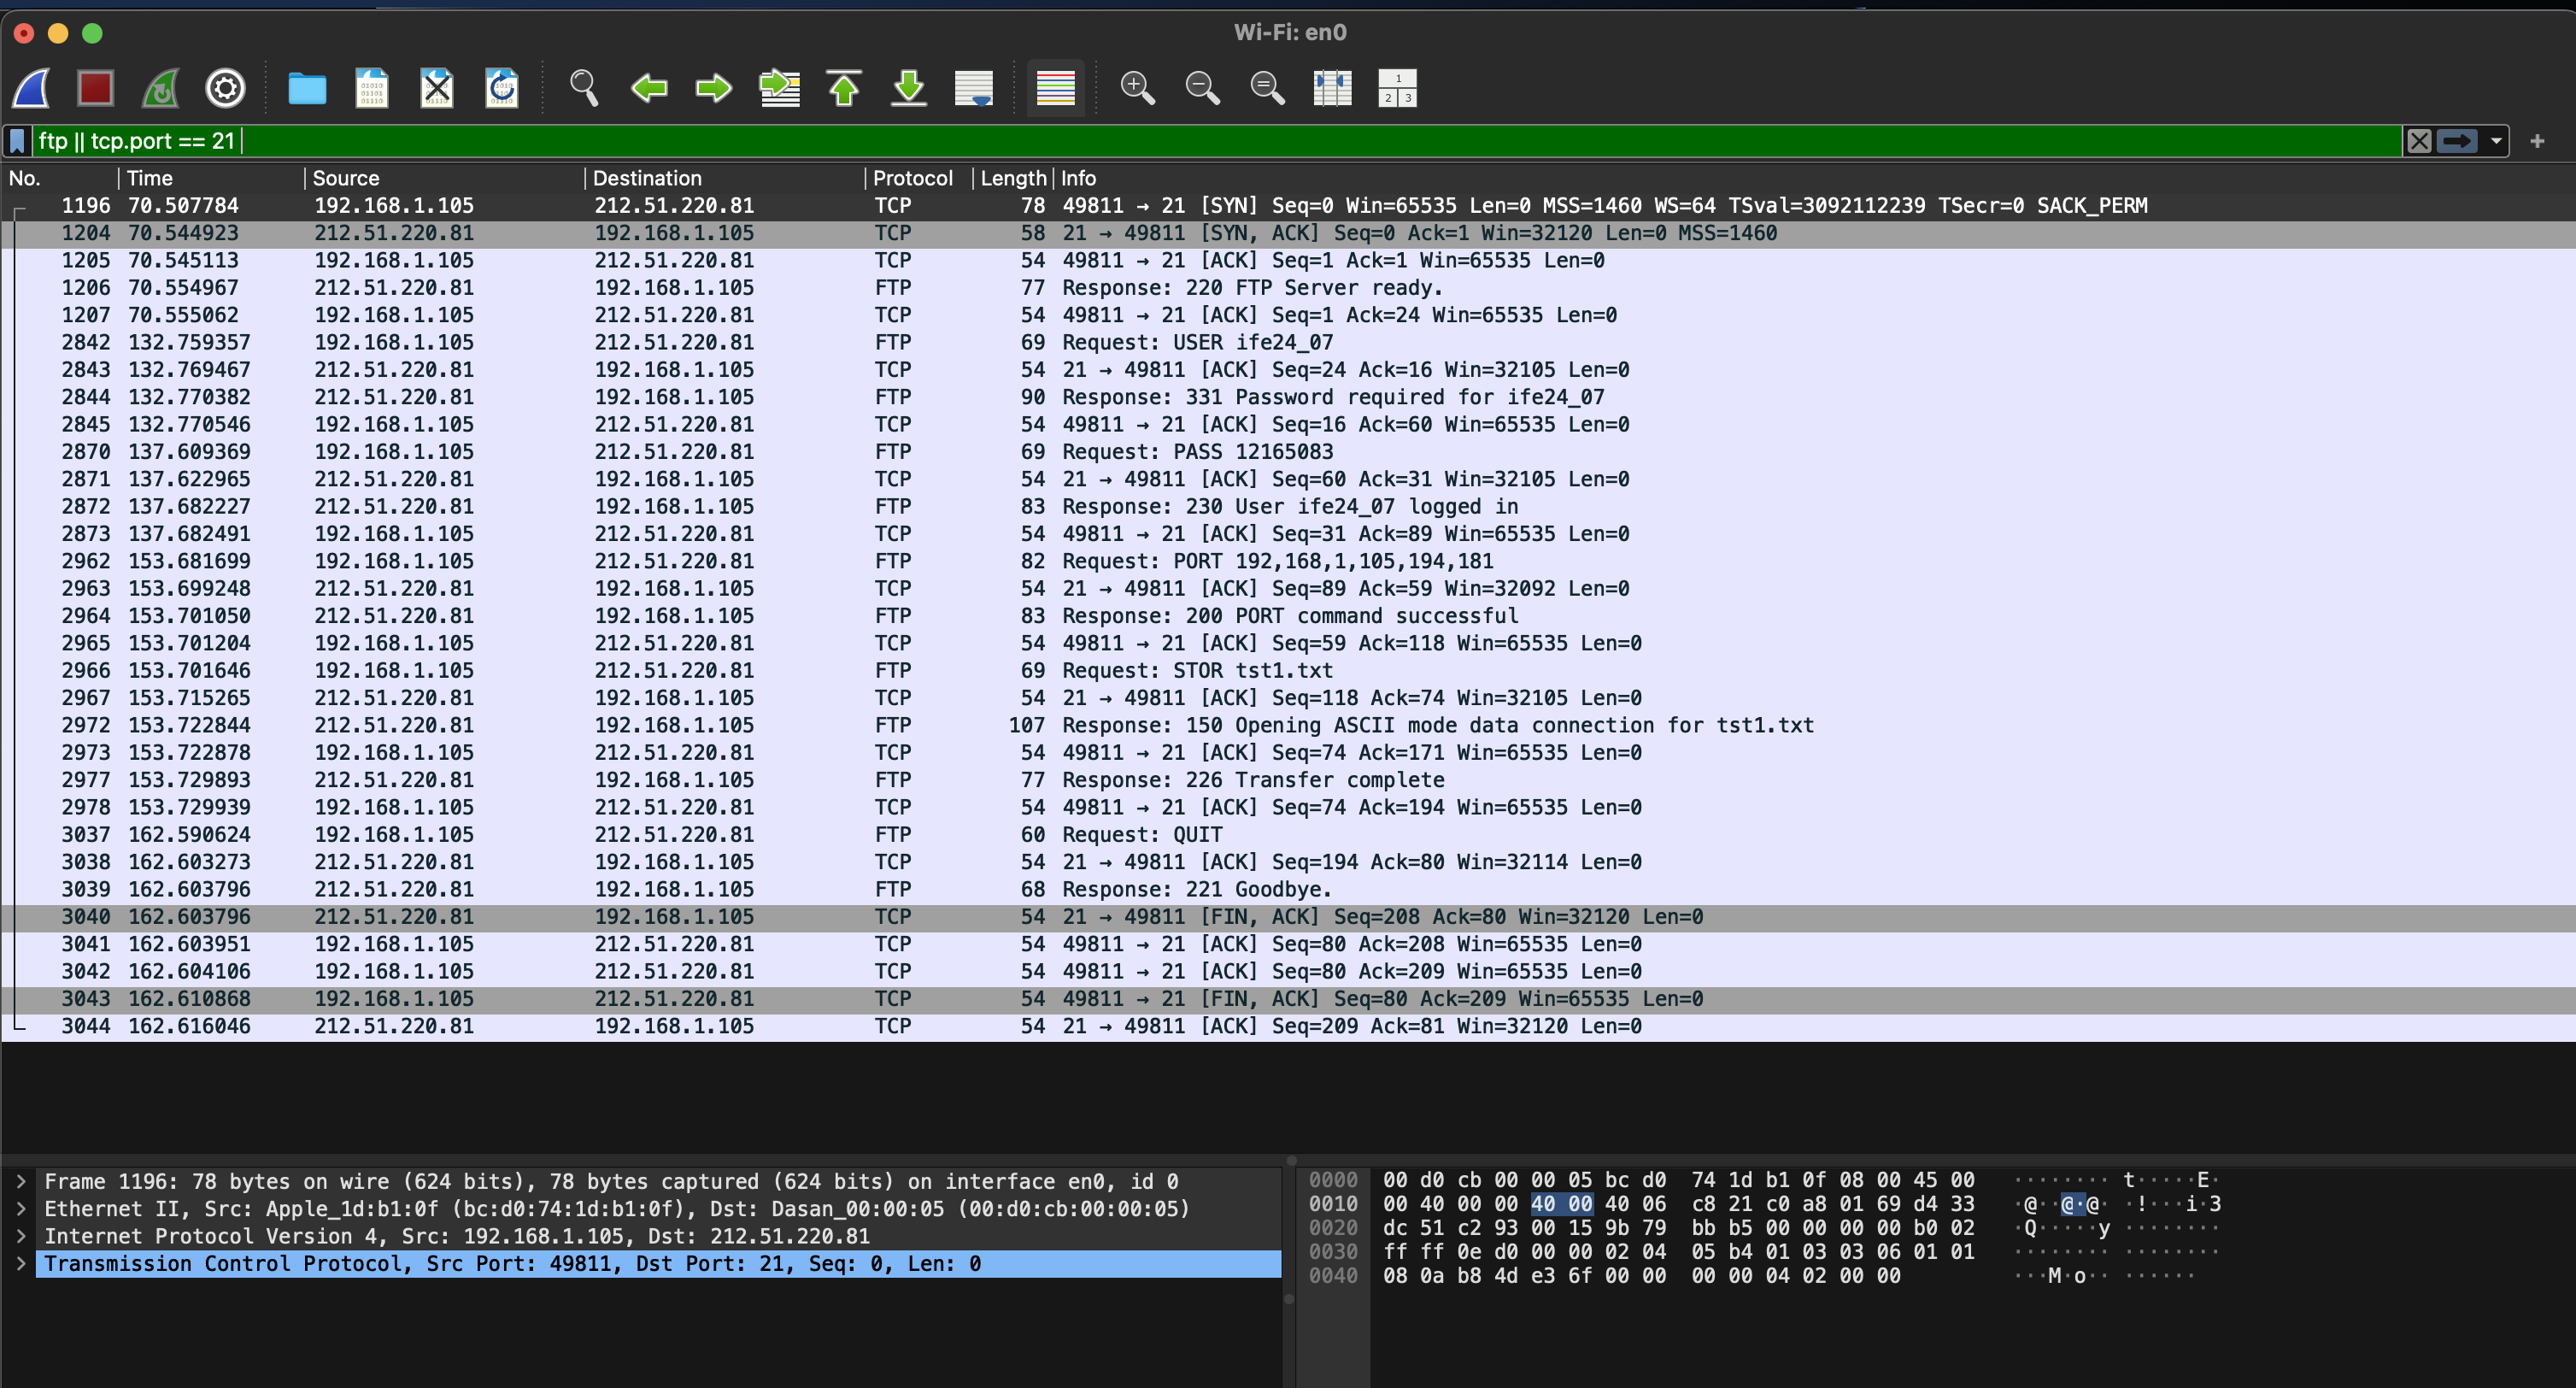 Wi-Fi: en0
ftp || tcp.port == 21
No. Time Source Destination Protocol Length Info
1196 70.507784 192.168.1.105 212.51.220.81 TCP 78 49811 → 21 [SYN] Seq=0 Win=65535 Len=0 MSS=1460 WS=64 TSval=3092112239 TSecr=0 SACK_PERM
1204 70.544923 212.51.220.81 192.168.1.105 TCP 58 21 → 49811 [SYN, ACK] Seq=0 Ack=1 Win=32120 Len=0 MSS=1460
1205 70.545113 192.168.1.105 212.51.220.81 TCP 54 49811 → 21 [ACK] Seq=1 Ack=1 Win=65535 Len=0
1206 70.554967 212.51.220.81 192.168.1.105 FTP 77 Response: 220 FTP Server ready.
1207 70.555062 192.168.1.105 212.51.220.81 TCP 54 49811 → 21 [ACK] Seq=1 Ack=24 Win=65535 Len=0
2842 132.759357 192.168.1.105 212.51.220.81 FTP 69 Request: USER ife24_07
2843 132.769467 212.51.220.81 192.168.1.105 TCP 54 21 → 49811 [ACK] Seq=24 Ack=16 Win=32105 Len=0
2844 132.770382 212.51.220.81 192.168.1.105 FTP 90 Response: 331 Password required for ife24_07
2845 132.770546 192.168.1.105 212.51.220.81 TCP 54 49811 → 21 [ACK] Seq=16 Ack=60 Win=65535 Len=0
2870 137.609369 192.168.1.105 212.51.220.81 FTP 69 Request: PASS 12165083
2871 137.622965 212.51.220.81 192.168.1.105 TCP 54 21 → 49811 [ACK] Seq=60 Ack=31 Win=32105 Len=0
2872 137.682227 212.51.220.81 192.168.1.105 FTP 83 Response: 230 User ife24_07 logged in
2873 137.682491 192.168.1.105 212.51.220.81 TCP 54 49811 → 21 [ACK] Seq=31 Ack=89 Win=65535 Len=0
2962 153.681699 192.168.1.105 212.51.220.81 FTP 82 Request: PORT 192,168,1,105,194,181
2963 153.699248 212.51.220.81 192.168.1.105 TCP 54 21 → 49811 [ACK] Seq=89 Ack=59 Win=32092 Len=0
2964 153.701050 212.51.220.81 192.168.1.105 FTP 83 Response: 200 PORT command successful
2965 153.701204 192.168.1.105 212.51.220.81 TCP 54 49811 → 21 [ACK] Seq=59 Ack=118 Win=65535 Len=0
2966 153.701646 192.168.1.105 212.51.220.81 FTP 69 Request: STOR tst1.txt
2967 153.715265 212.51.220.81 192.168.1.105 TCP 54 21 → 49811 [ACK] Seq=118 Ack=74 Win=32105 Len=0
2972 153.722844 212.51.220.81 192.168.1.105 FTP 107 Response: 150 Opening ASCII mode data connection for tst1.txt
2973 153.722878 192.168.1.105 212.51.220.81 TCP 54 49811 → 21 [ACK] Seq=74 Ack=171 Win=65535 Len=0
2977 153.729893 212.51.220.81 192.168.1.105 FTP 77 Response: 226 Transfer complete
2978 153.729939 192.168.1.105 212.51.220.81 TCP 54 49811 → 21 [ACK] Seq=74 Ack=194 Win=65535 Len=0
3037 162.590624 192.168.1.105 212.51.220.81 FTP 60 Request: QUIT
3038 162.603273 212.51.220.81 192.168.1.105 TCP 54 21 → 49811 [ACK] Seq=194 Ack=80 Win=32114 Len=0
3039 162.603796 212.51.220.81 192.168.1.105 FTP 68 Response: 221 Goodbye.
3040 162.603796 212.51.220.81 192.168.1.105 TCP 54 21 → 49811 [FIN, ACK] Seq=208 Ack=80 Win=32120 Len=0
3041 162.603951 192.168.1.105 212.51.220.81 TCP 54 49811 → 21 [ACK] Seq=80 Ack=208 Win=65535 Len=0
3042 162.604106 192.168.1.105 212.51.220.81 TCP 54 49811 → 21 [ACK] Seq=80 Ack=209 Win=65535 Len=0
3043 162.610868 192.168.1.105 212.51.220.81 TCP 54 49811 → 21 [FIN, ACK] Seq=80 Ack=209 Win=65535 Len=0
3044 162.616046 212.51.220.81 192.168.1.105 TCP 54 21 → 49811 [ACK] Seq=209 Ack=81 Win=32120 Len=0
Frame 1196: 78 bytes on wire (624 bits), 78 bytes captured (624 bits) on interface en0, id 0
Ethernet II, Src: Apple_1d:b1:0f (bc:d0:74:1d:b1:0f), Dst: Dasan_00:00:05 (00:d0:cb:00:00:05)
Internet Protocol Version 4, Src: 192.168.1.105, Dst: 212.51.220.81
Transmission Control Protocol, Src Port: 49811, Dst Port: 21, Seq: 0, Len: 0
0000 00 d0 cb 00 00 05 bc d0 74 1d b1 0f 08 00 45 00 ········ t·····E·
0010 00 40 00 00 40 00 40 06 c8 21 c0 a8 01 69 d4 33 ·@··@·@· ·!···i·3
0020 dc 51 c2 93 00 15 9b 79 bb b5 00 00 00 00 b0 02 ·Q·····y ········
0030 ff ff 0e d0 00 00 02 04 05 b4 01 03 03 06 01 01 ········ ········
0040 08 0a b8 4d e3 6f 00 00 00 00 04 02 00 00 ···M·o·· ······